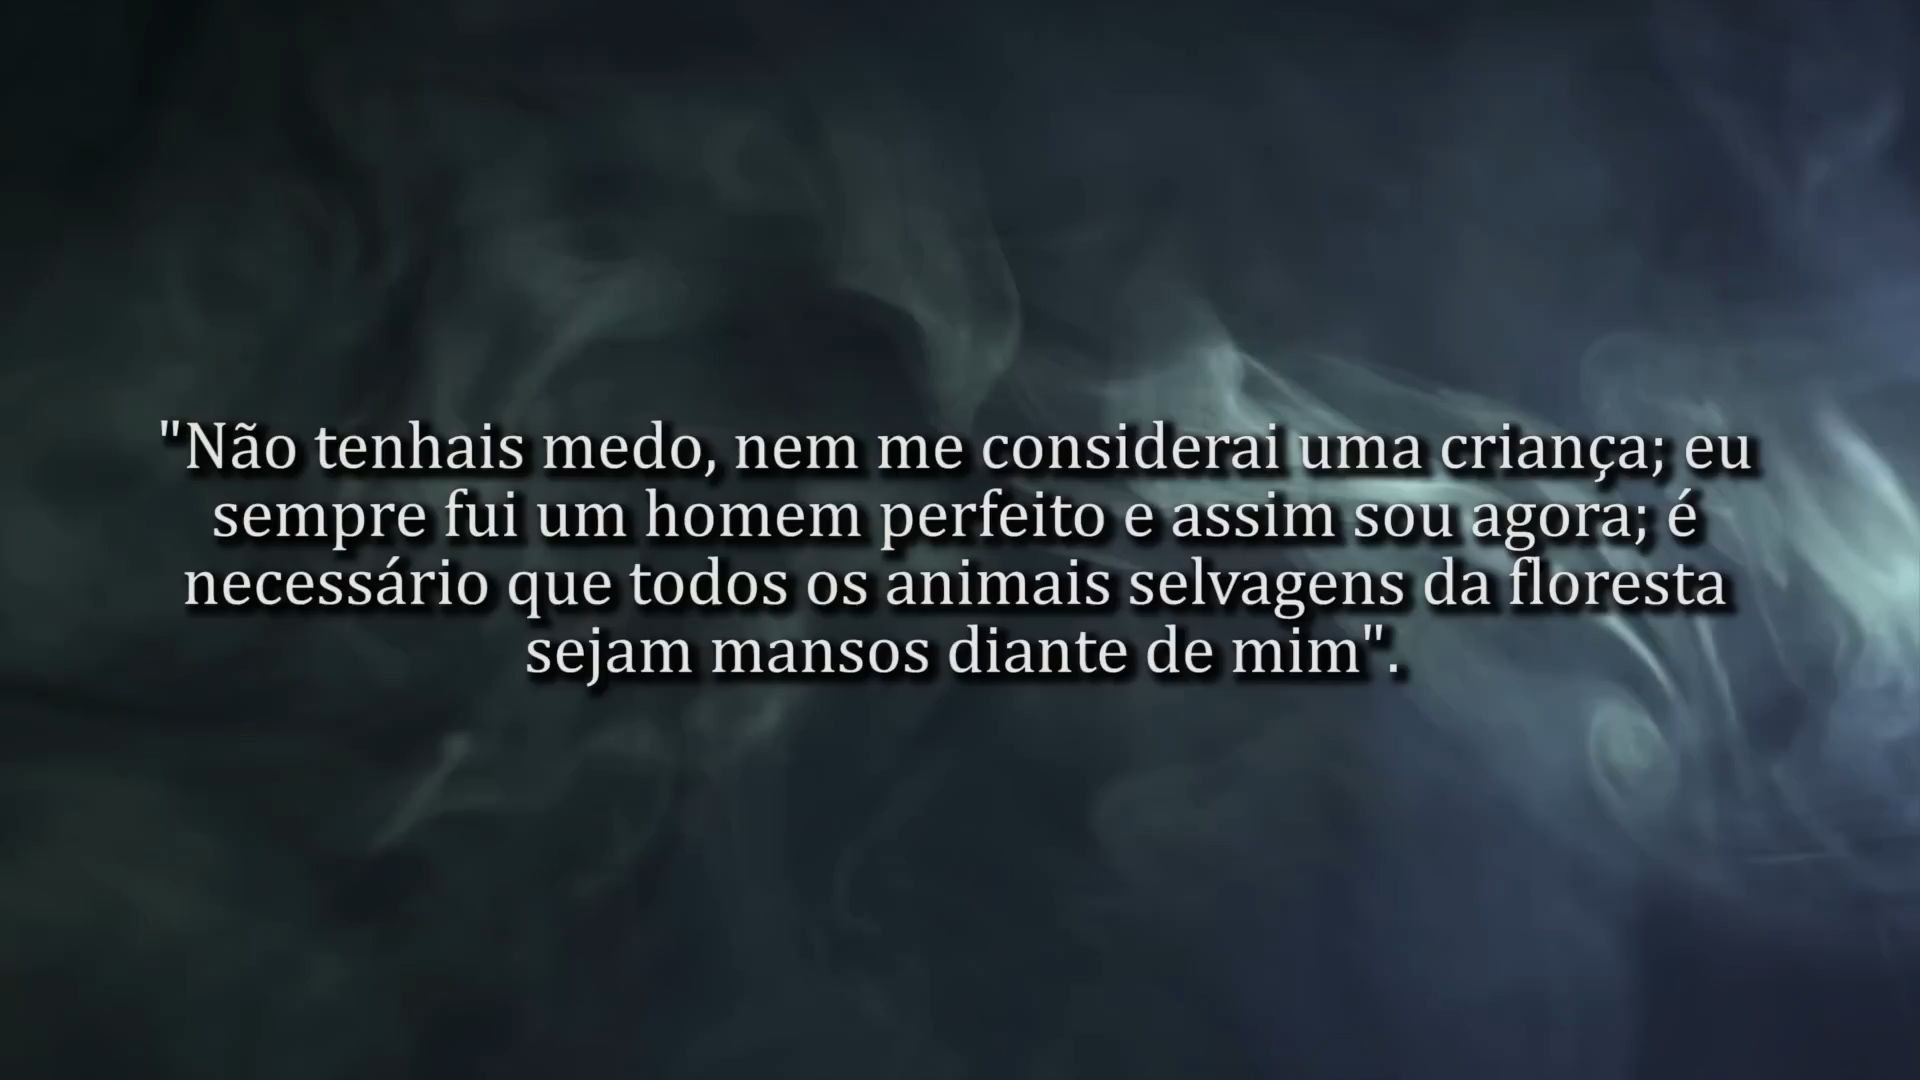 "Não tenhais medo, nem me considerai uma criança; eu
sempre fui um homem perfeito e assim sou agora; é
necessário que todos os animais selvagens da floresta
sejam mansos diante de mim".